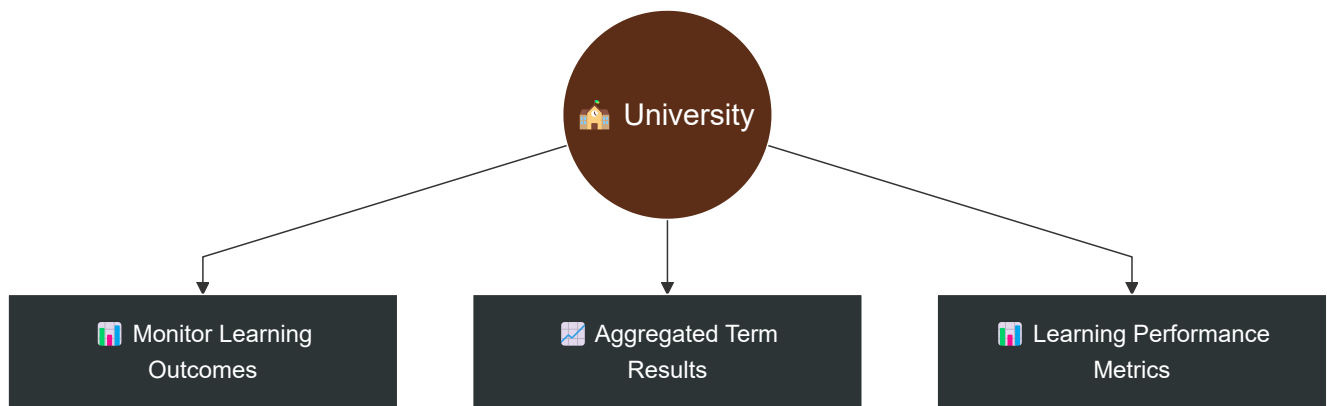 University
Monitor Learning
Outcomes
Aggregated Term
Results
Learning Performance
Metrics